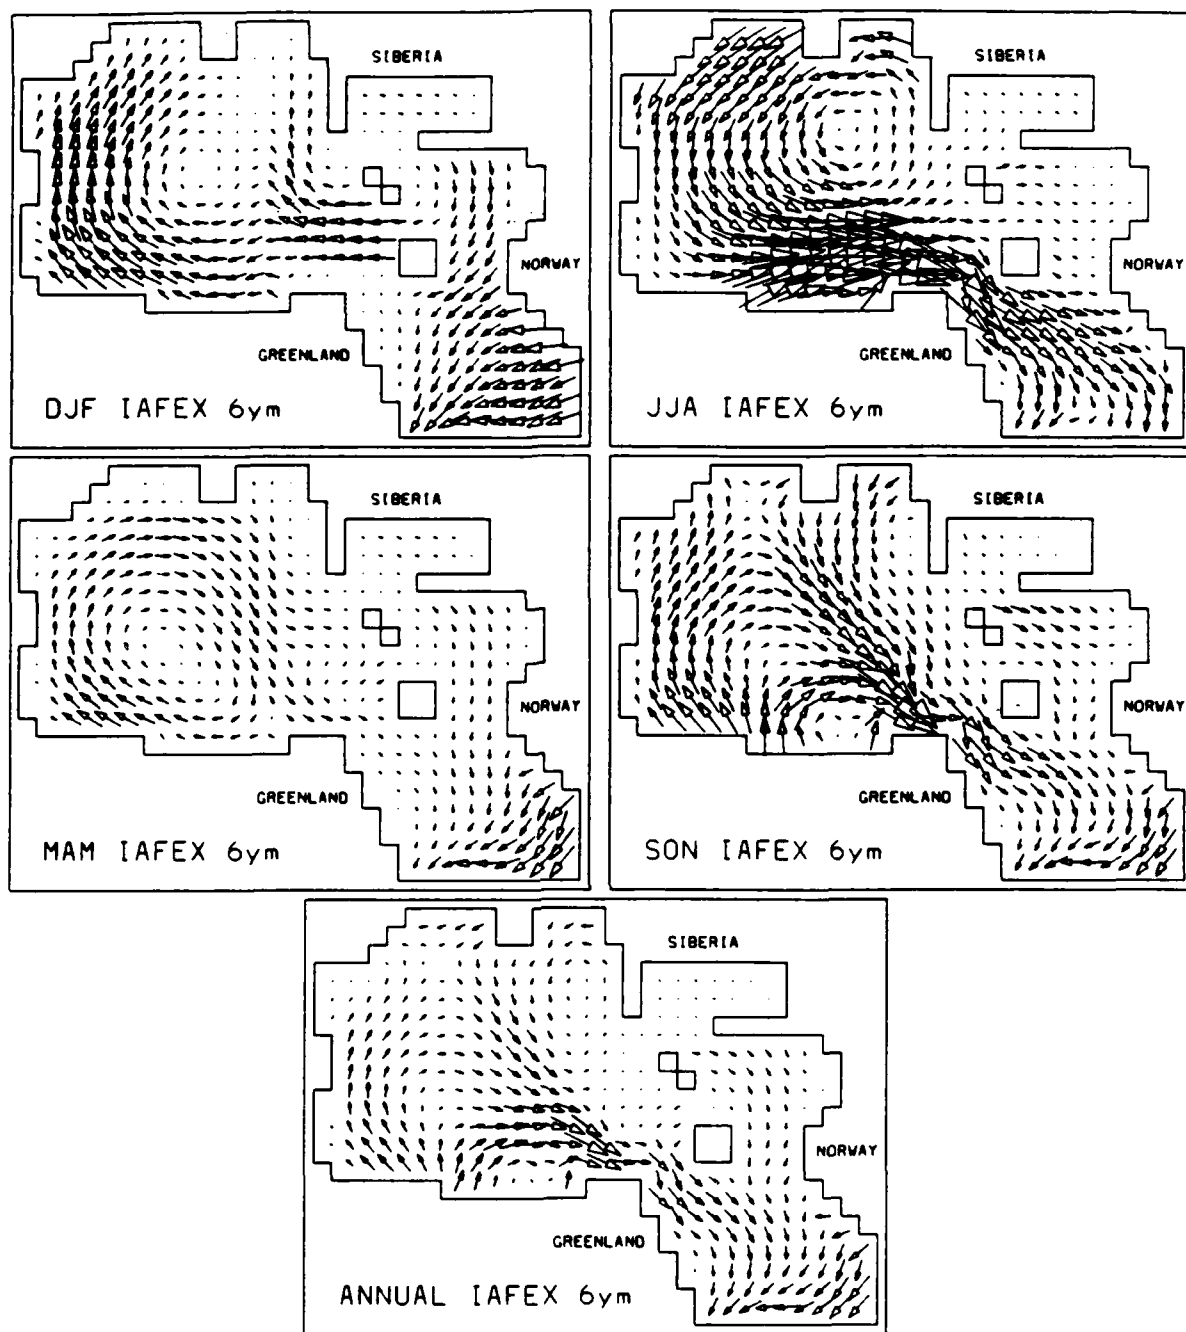 SIBERIA
NORWAY
GREENLAND
DJF IAFEX 6ym
SIBERIA
NORWAY
GREENLAND
JJA IAFEX 6ym
SIBERIA
NORWAY
GREENLAND
MAM IAFEX 6ym
SIBERIA
NORWAY
GREENLAND
SON IAFEX 6ym
SIBERIA
NORWAY
GREENLAND
ANNUAL IAFEX 6ym